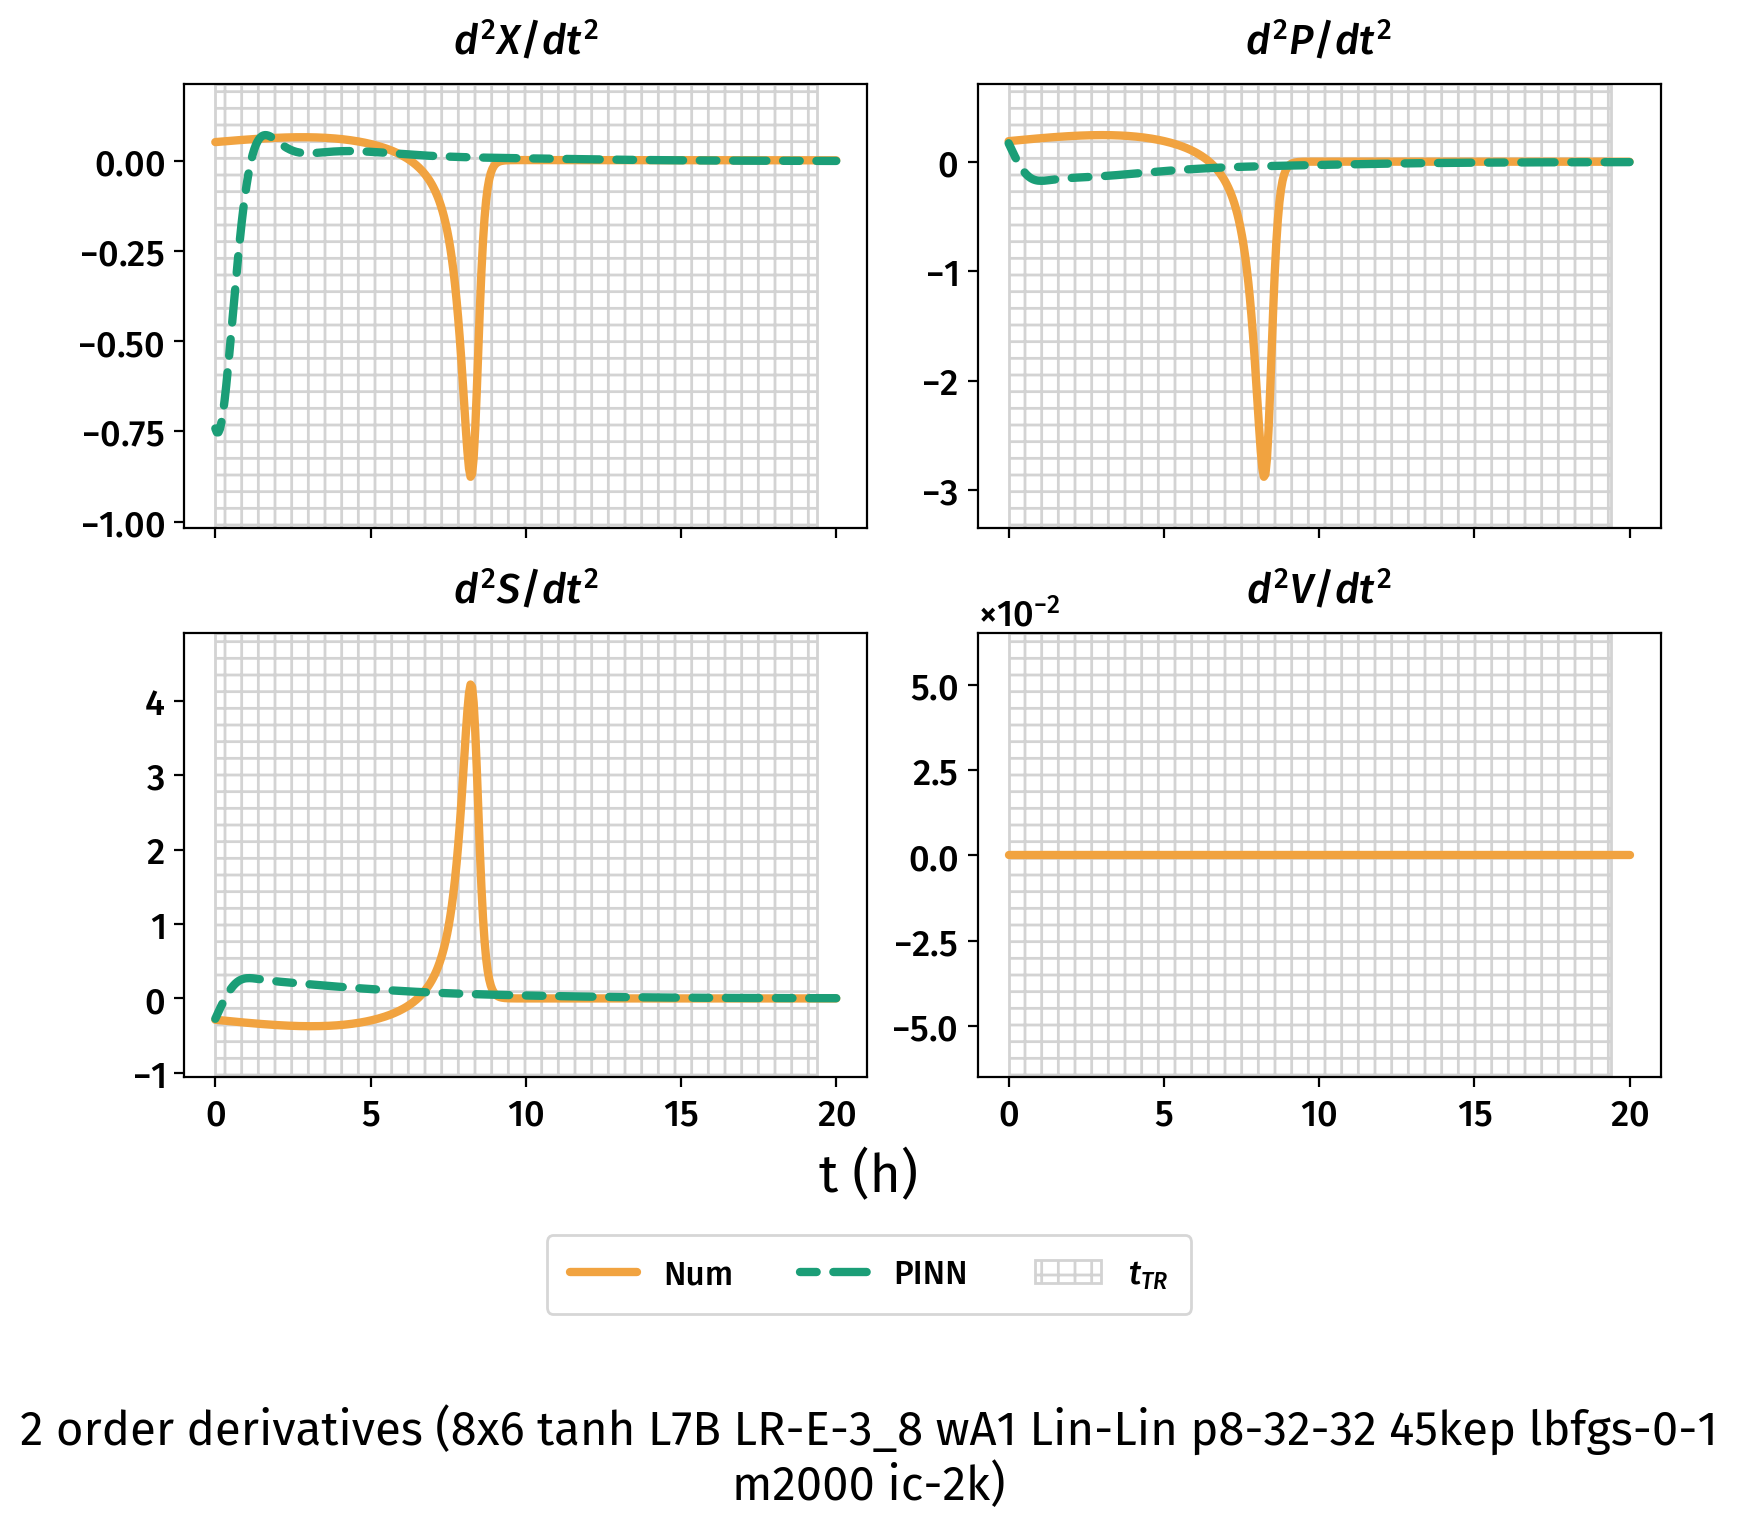 d²X/dt²
d²P/dt²
0.00
−0.25
−0.50
−0.75
−1.00
0
−1
−2
−3
d²S/dt²
d²V/dt²
×10⁻²
4
3
2
1
0
−1
5.0
2.5
0.0
−2.5
−5.0
0 5 10 15 20
0 5 10 15 20
t (h)
Num PINN t_TR
2 order derivatives (8x6 tanh L7B LR-E-3_8 wA1 Lin-Lin p8-32-32 45kep lbfgs-0-1
m2000 ic-2k)